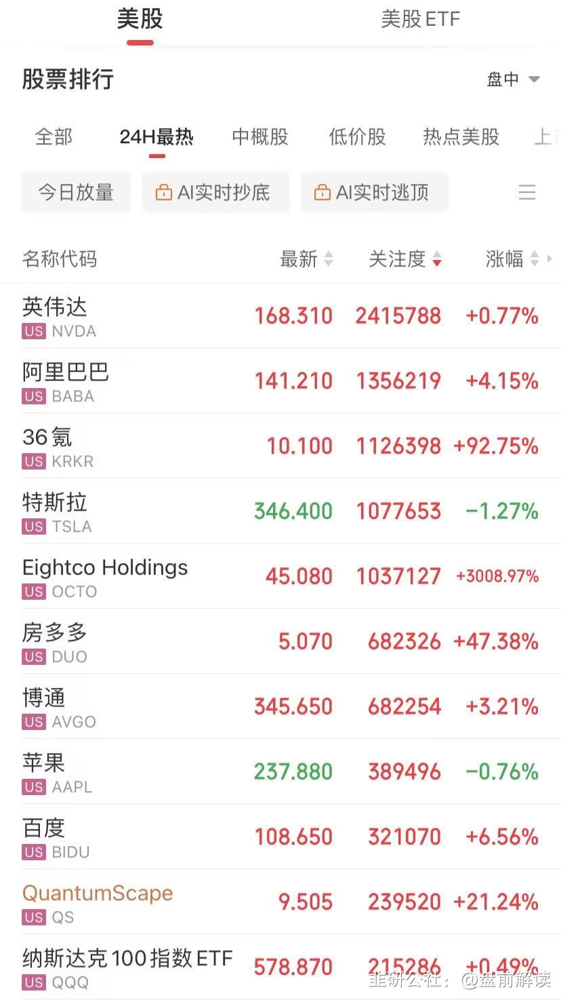 美股 美股ETF
股票排行 盘中
全部 24H最热 中概股 低价股 热点美股 上
今日放量 AI实时抄底 AI实时逃顶
名称代码 最新 关注度 涨幅
英伟达 168.310 2415788 +0.77%
US NVDA
阿里巴巴 141.210 1356219 +4.15%
US BABA
36氪 10.100 1126398 +92.75%
US KRKR
特斯拉 346.400 1077653 -1.27%
US TSLA
Eightco Holdings 45.080 1037127 +3008.97%
US OCTO
房多多 5.070 682326 +47.38%
US DUO
博通 345.650 682254 +3.21%
US AVGO
苹果 237.880 389496 -0.76%
US AAPL
百度 108.650 321070 +6.56%
US BIDU
QuantumScape 9.505 239520 +21.24%
US QS
纳斯达克100指数ETF 578.870 215286 +0.49%
US QQQ
韭研公社：@盘前解读